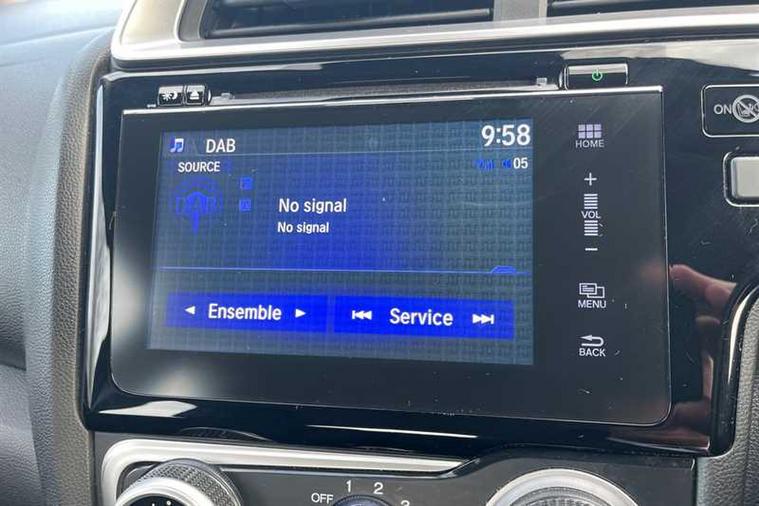 DAB
9:58
SOURCE
05
No signal
No signal
Ensemble
Service
HOME
+
VOL
−
MENU
BACK
ON
OFF
1
2
3